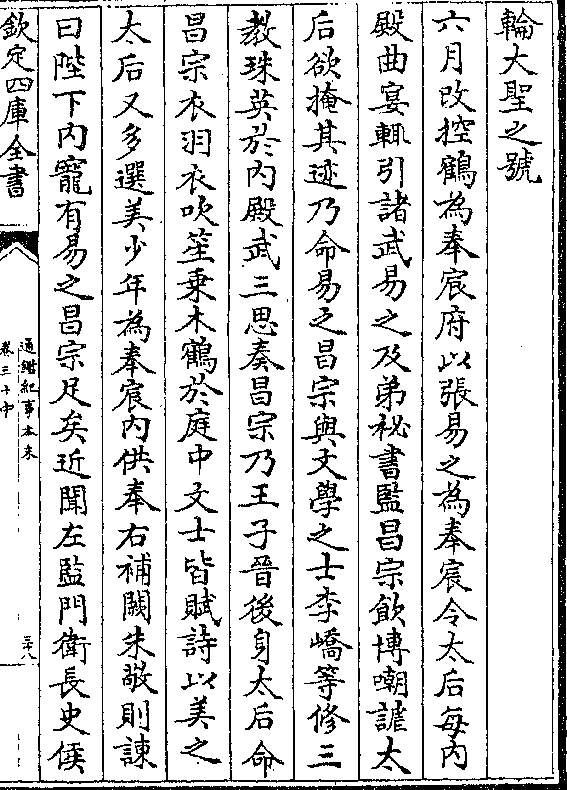 輪大聖之號
六月改控鶴為奉宸府以張易之為奉宸令太后每內
殿曲宴輒引諸武易之及弟祕書監昌宗飲博嘲謔太
后欲掩其迹乃命易之昌宗與文學之士李嶠等修三
教珠英於內殿武三思奏昌宗乃王子晉後身太后命
昌宗衣羽衣吹笙乗木鶴於庭中文士皆賦詩以美之
太后又多選美少年為奉宸內供奉右補闕朱敬則諫
曰陛下內寵有易之昌宗足矣近聞左監門衛長史侯
欽定四庫全書
通鑑紀事本末
卷三十中
三十八